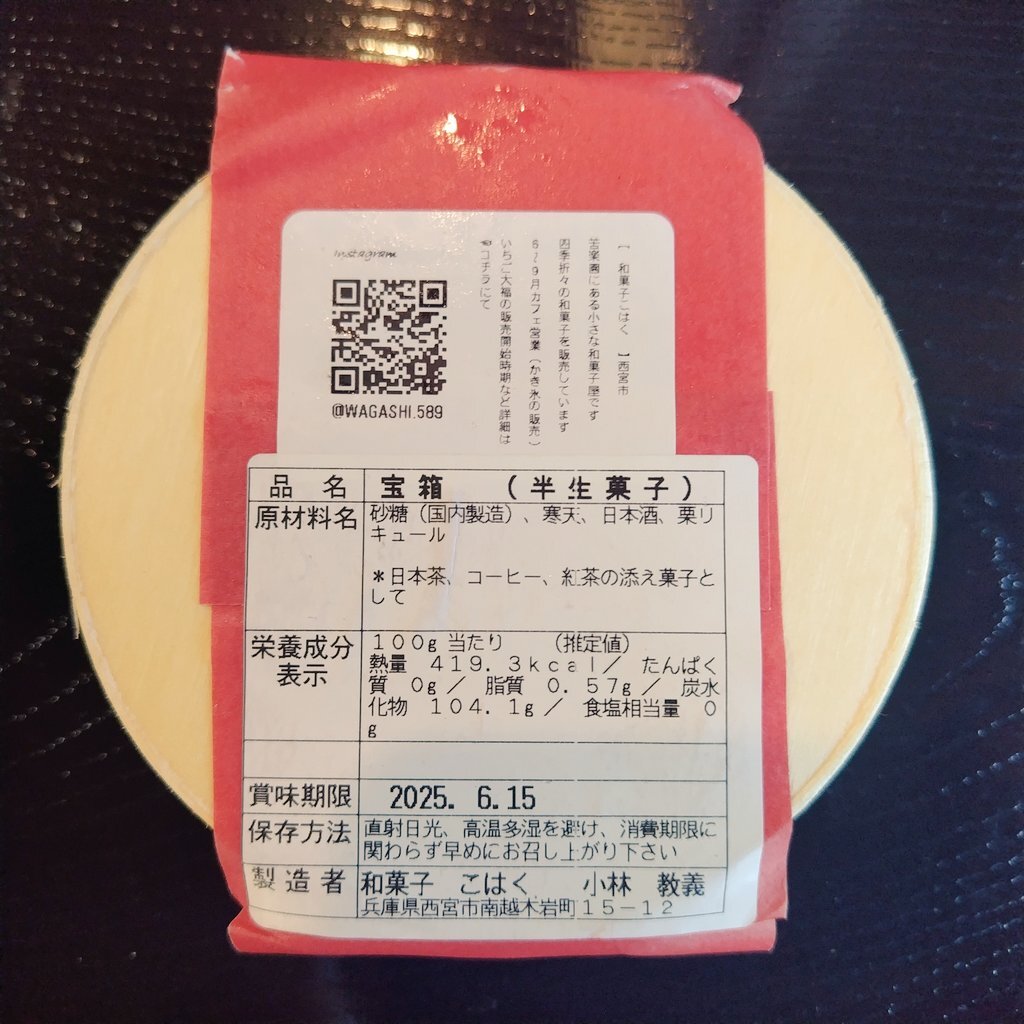 Instagram
@WAGASHI.589
【 和菓子こはく 】西宮市
苦楽園にある小さな和菓子屋です
四季折々の和菓子を販売しています
6～9月カフェ営業(かき氷の販売)
いちご大福の販売開始時期など詳細は
コチラにて
品 名 宝箱 (半生菓子)
原材料名 砂糖(国内製造)、寒天、日本酒、栗リ
キュール
＊日本茶、コーヒー、紅茶の添え菓子と
して
栄養成分 100g当たり (推定値)
表示 熱量 419.3kcal／ たんぱく
質 0g／ 脂質 0.57g／ 炭水
化物 104.1g／ 食塩相当量 0
g
賞味期限 2025. 6.15
保存方法 直射日光、高温多湿を避け、消費期限に
関わらず早めにお召し上がり下さい
製造者 和菓子 こはく 小林 教義
兵庫県西宮市南越木岩町15－12